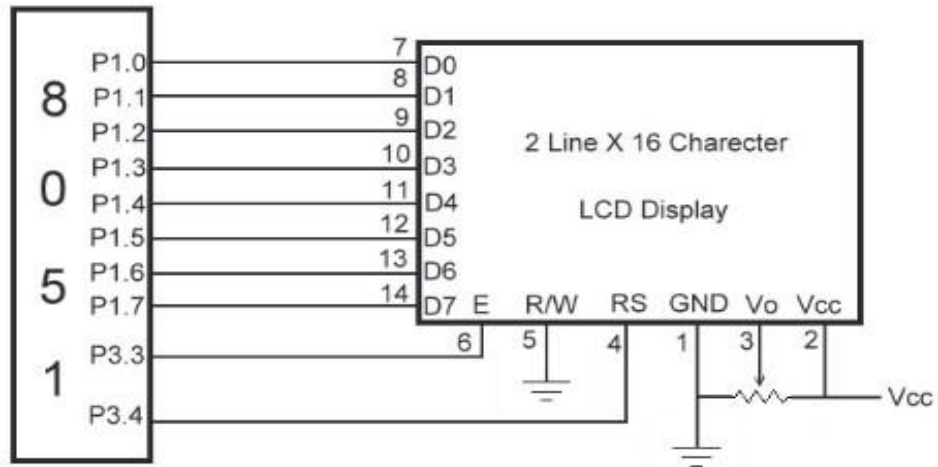 8
0
5
1
P1.0
P1.1
P1.2
P1.3
P1.4
P1.5
P1.6
P1.7
P3.3
P3.4
7
8
9
10
11
12
13
14
D0
D1
D2
D3
D4
D5
D6
D7 E R/W RS GND Vo Vcc
2 Line X 16 Charecter
LCD Display
6 5 4 1 3 2
Vcc